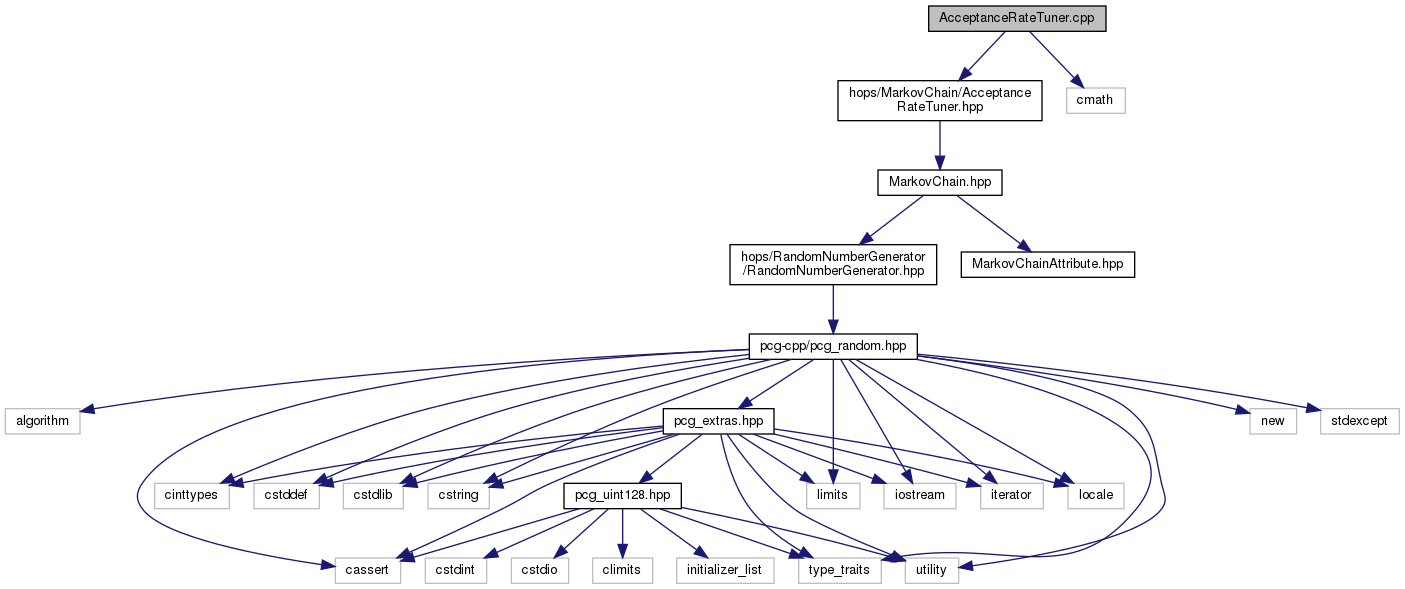 AcceptanceRateTuner.cpp
hops/MarkovChain/Acceptance
RateTuner.hpp
cmath
MarkovChain.hpp
hops/RandomNumberGenerator
/RandomNumberGenerator.hpp
MarkovChainAttribute.hpp
pcg-cpp/pcg_random.hpp
algorithm
pcg_extras.hpp
new
stdexcept
cinttypes
cstddef
cstdlib
cstring
pcg_uint128.hpp
limits
iostream
iterator
locale
cassert
cstdint
cstdio
climits
initializer_list
type_traits
utility